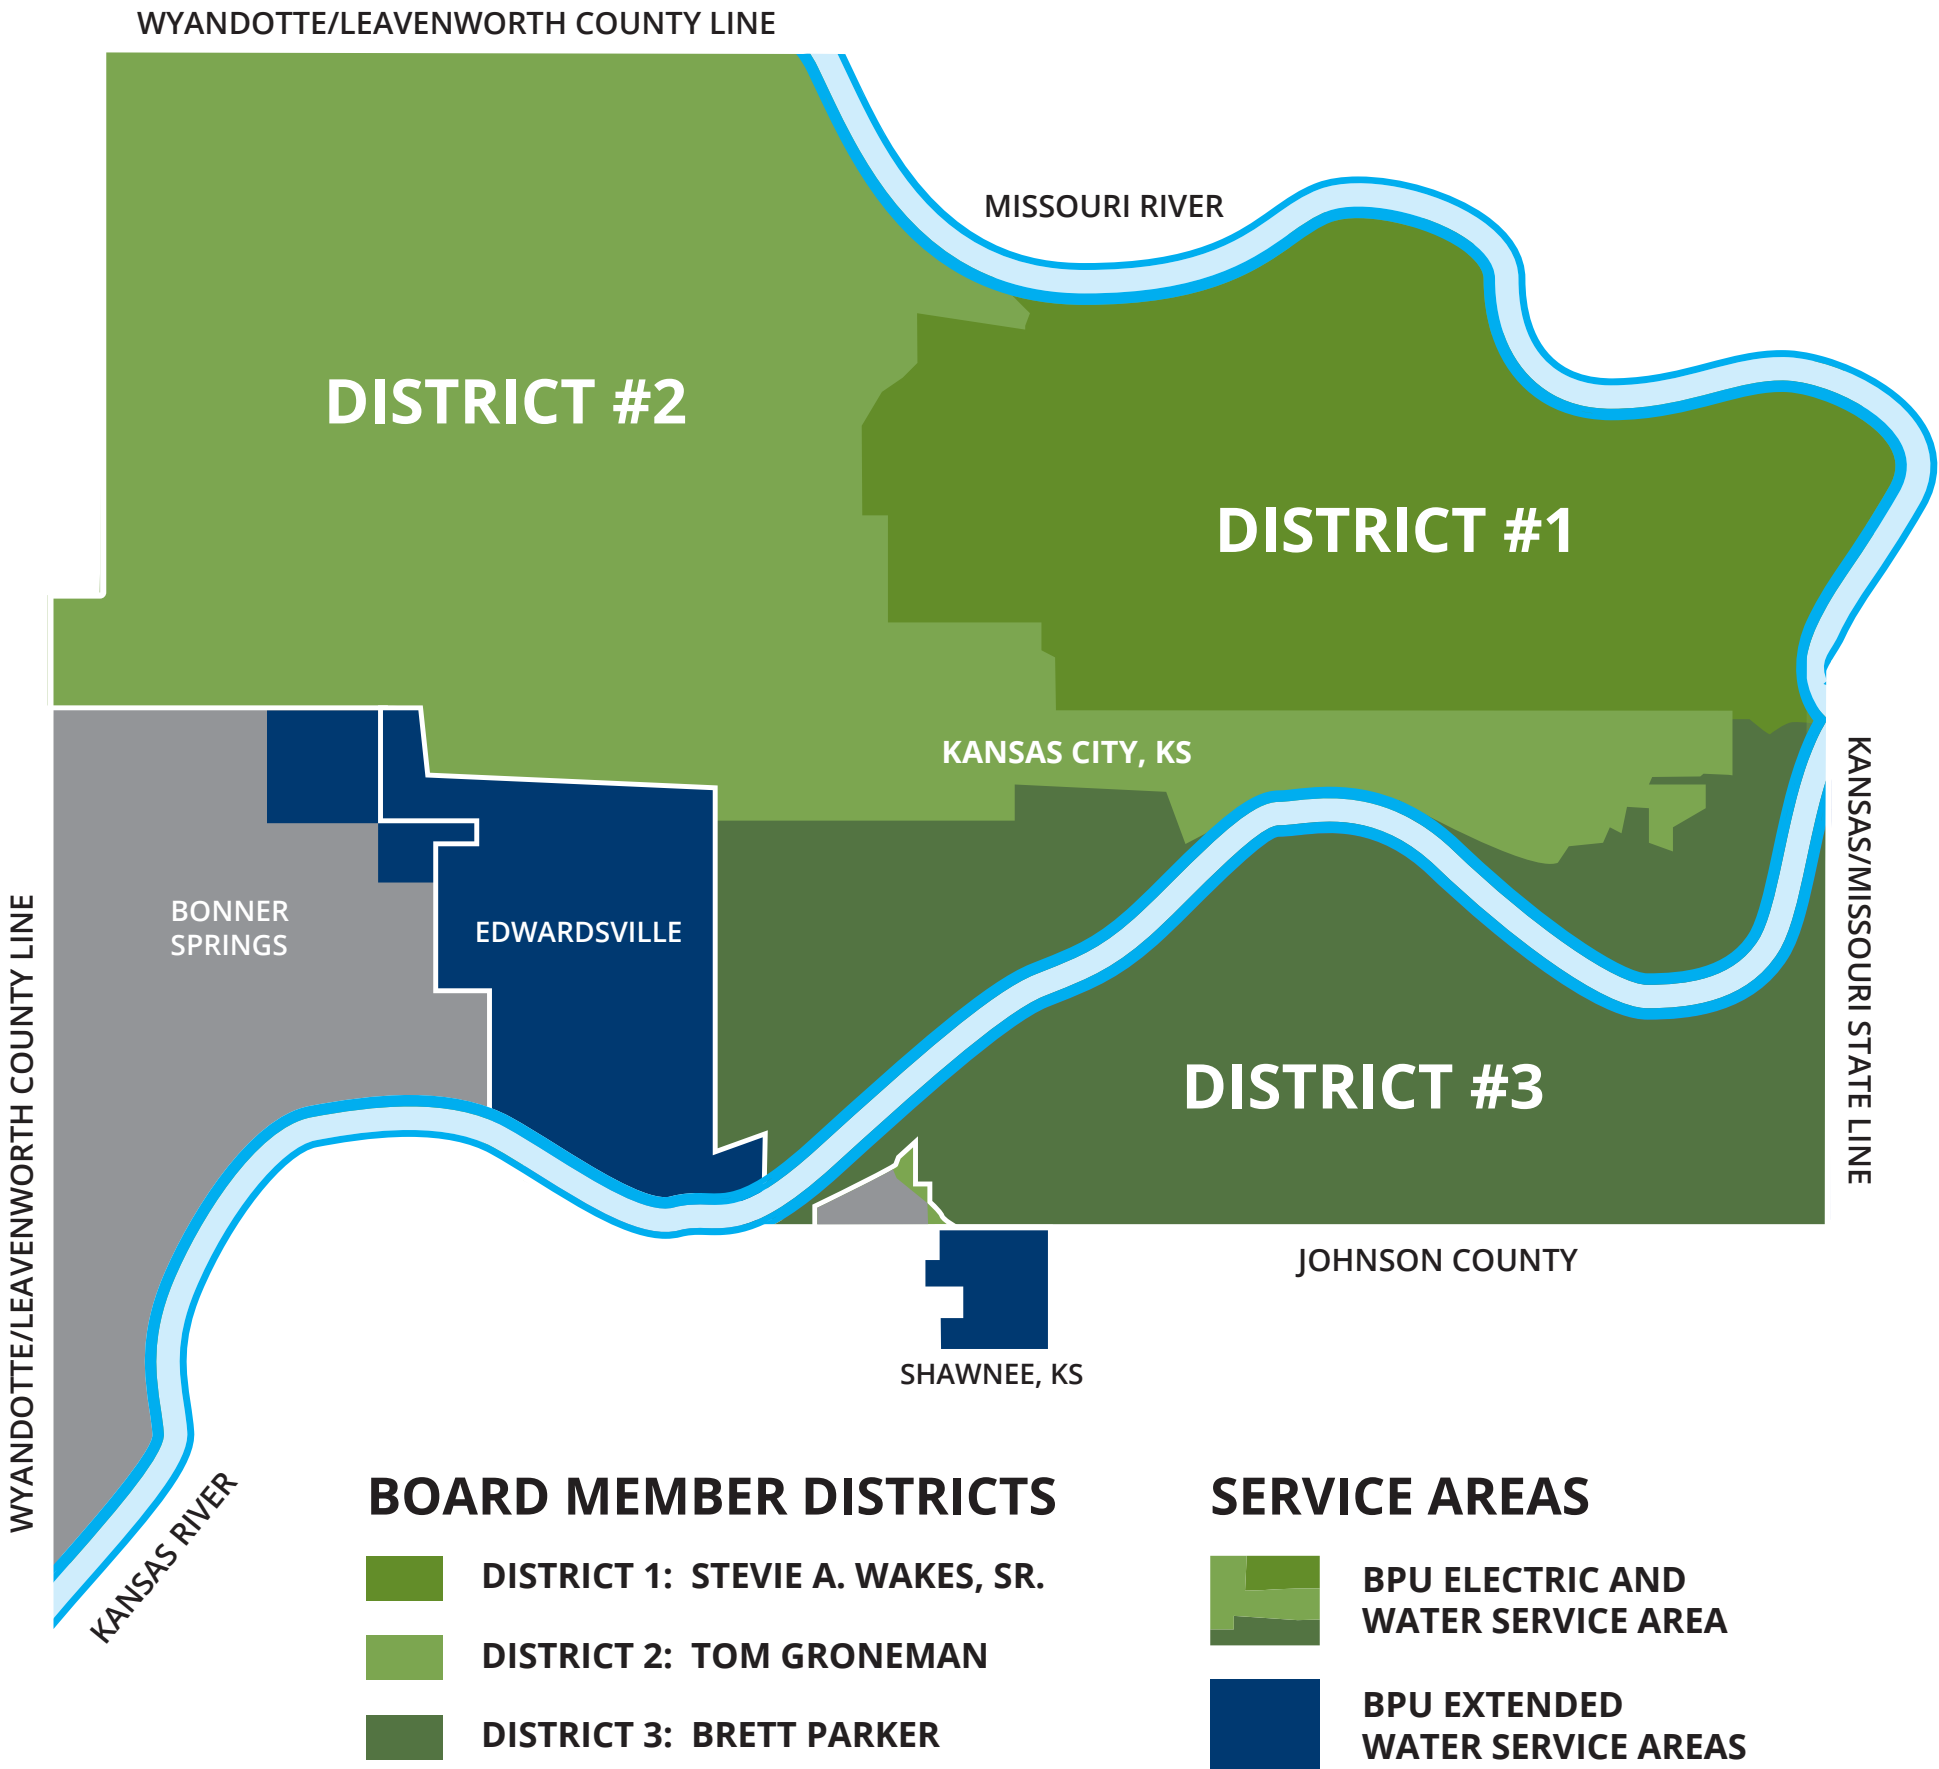 WYANDOTTE/LEAVENWORTH COUNTY LINE
MISSOURI RIVER
DISTRICT #2
DISTRICT #1
KANSAS CITY, KS
BONNER
SPRINGS
EDWARDSVILLE
KANSAS/MISSOURI STATE LINE
WYANDOTTE/LEAVENWORTH COUNTY LINE
DISTRICT #3
JOHNSON COUNTY
SHAWNEE, KS
KANSAS RIVER
BOARD MEMBER DISTRICTS
DISTRICT 1: STEVIE A. WAKES, SR.
DISTRICT 2: TOM GRONEMAN
DISTRICT 3: BRETT PARKER
SERVICE AREAS
BPU ELECTRIC AND
WATER SERVICE AREA
BPU EXTENDED
WATER SERVICE AREAS